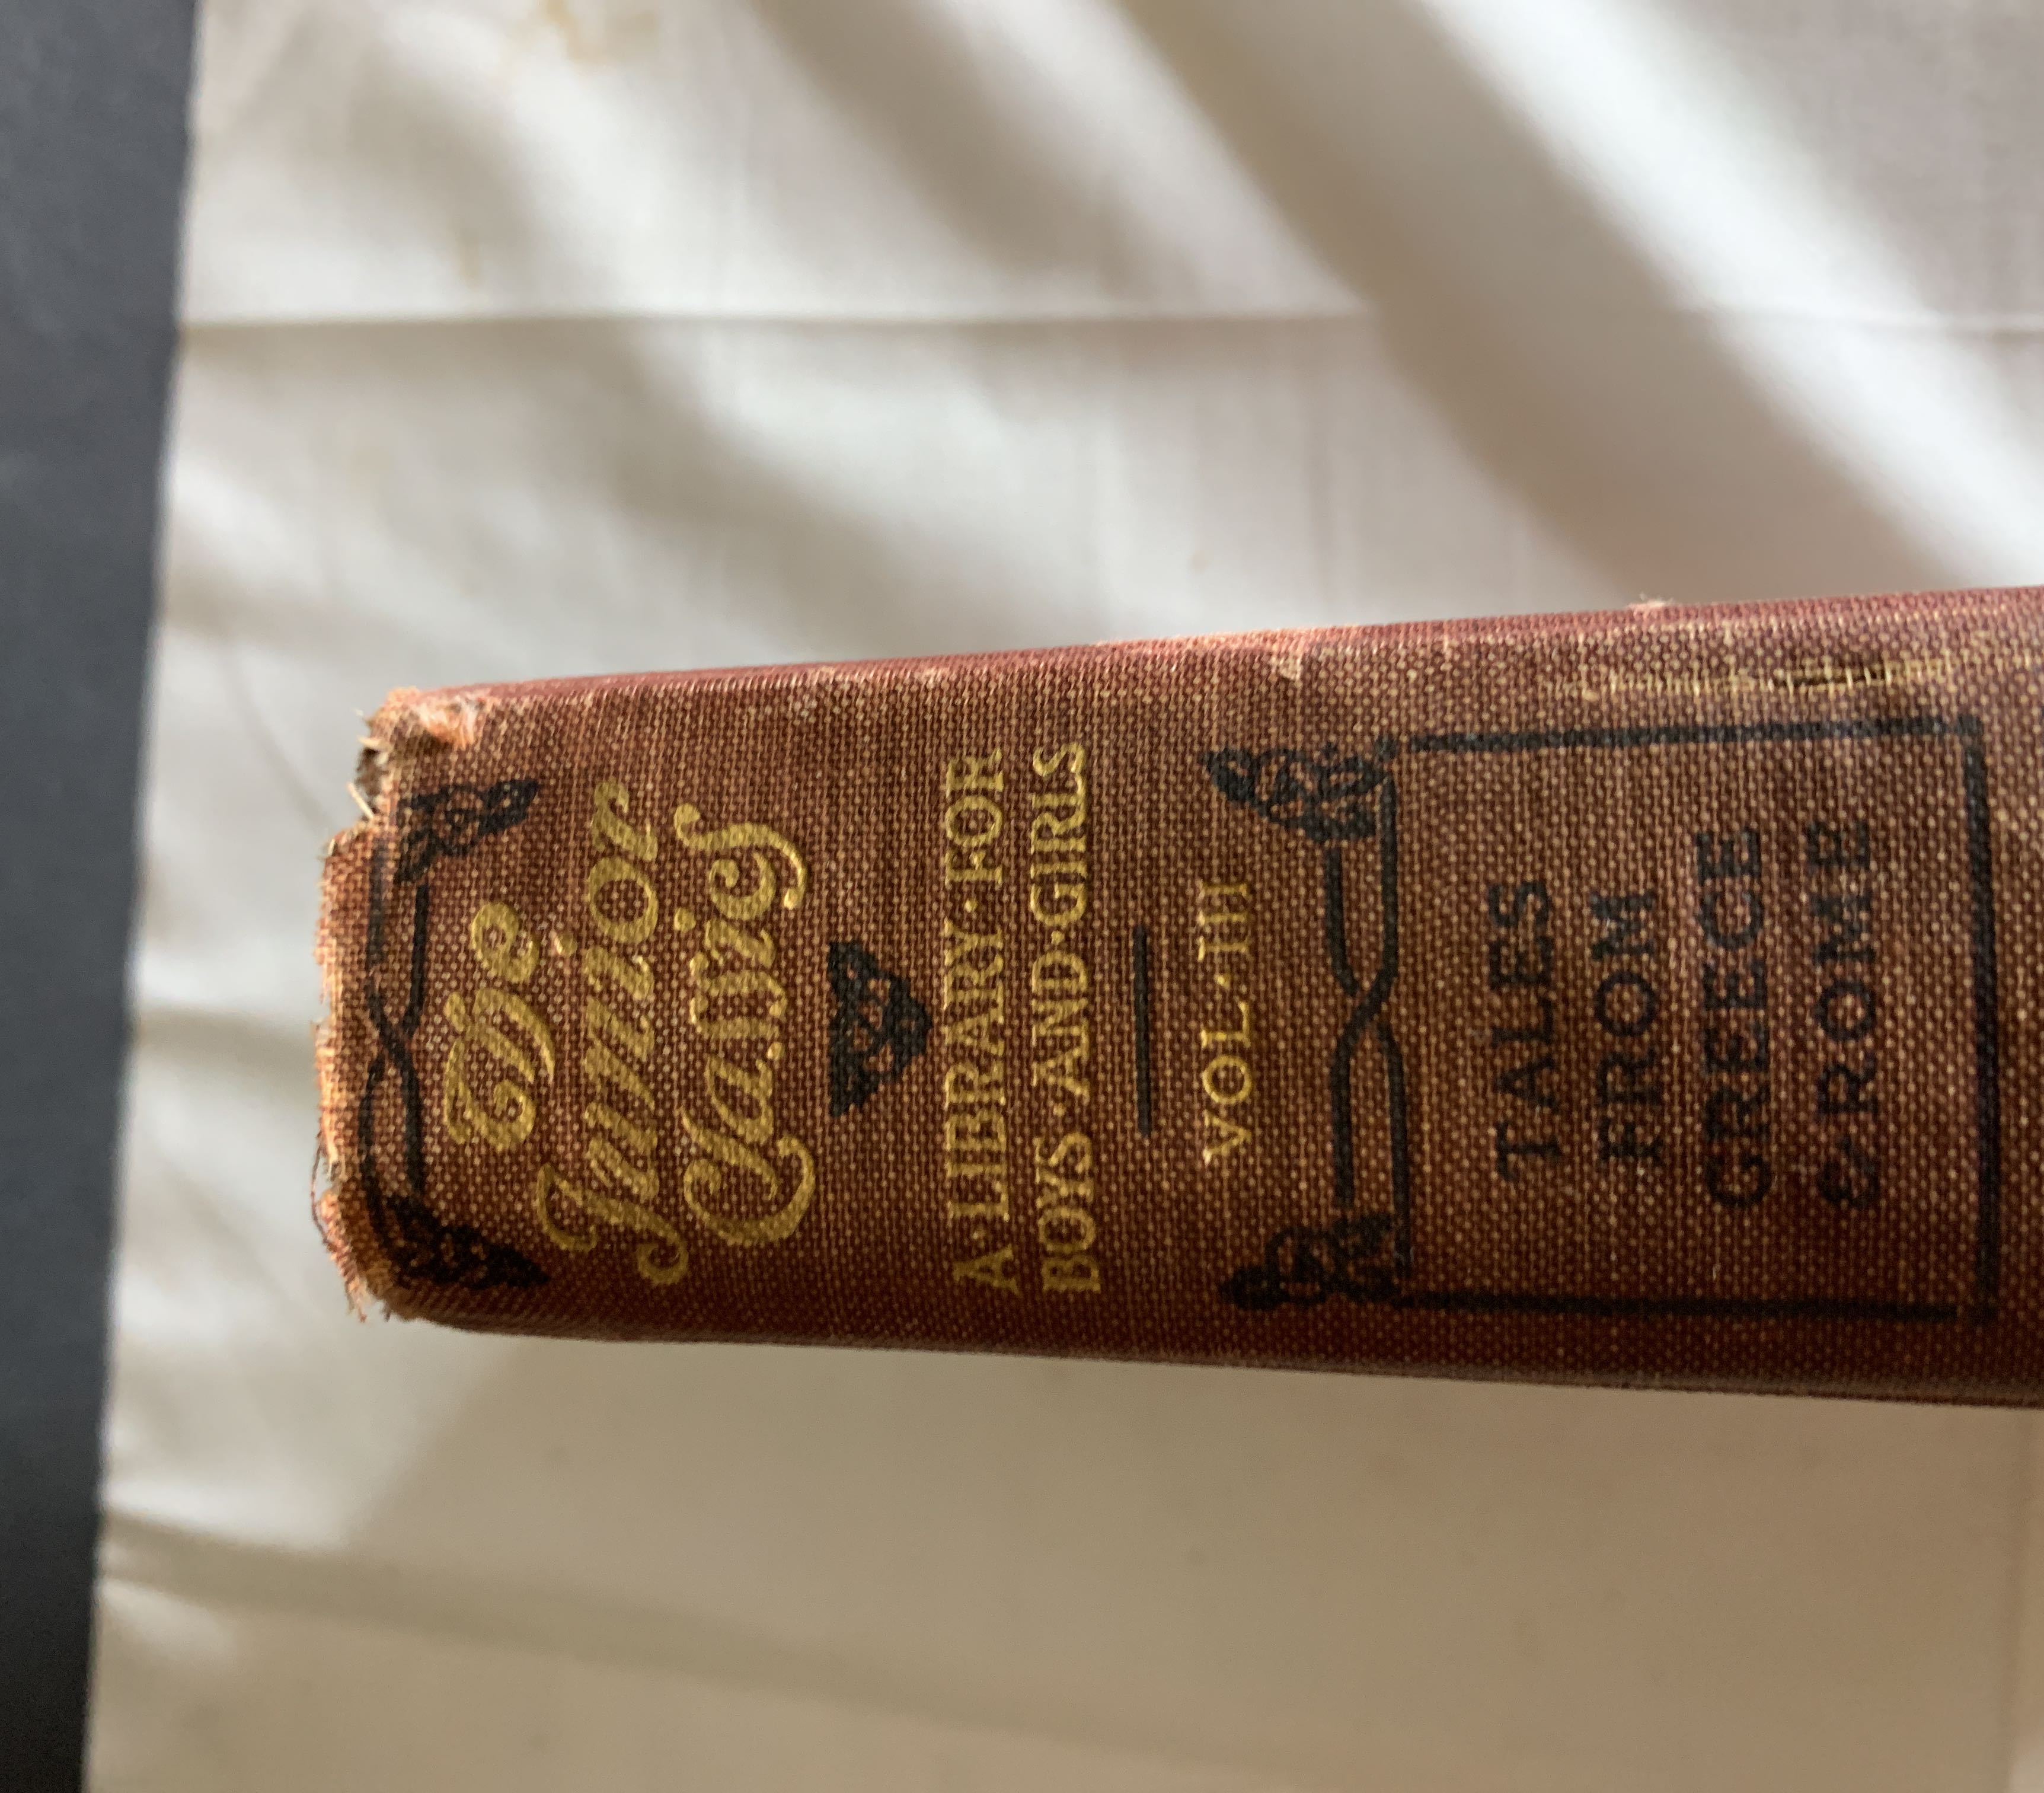 The
Junior
Classics
A·LIBRARY·FOR
BOYS·AND·GIRLS
VOL·III
TALES
FROM
GREECE
& ROME